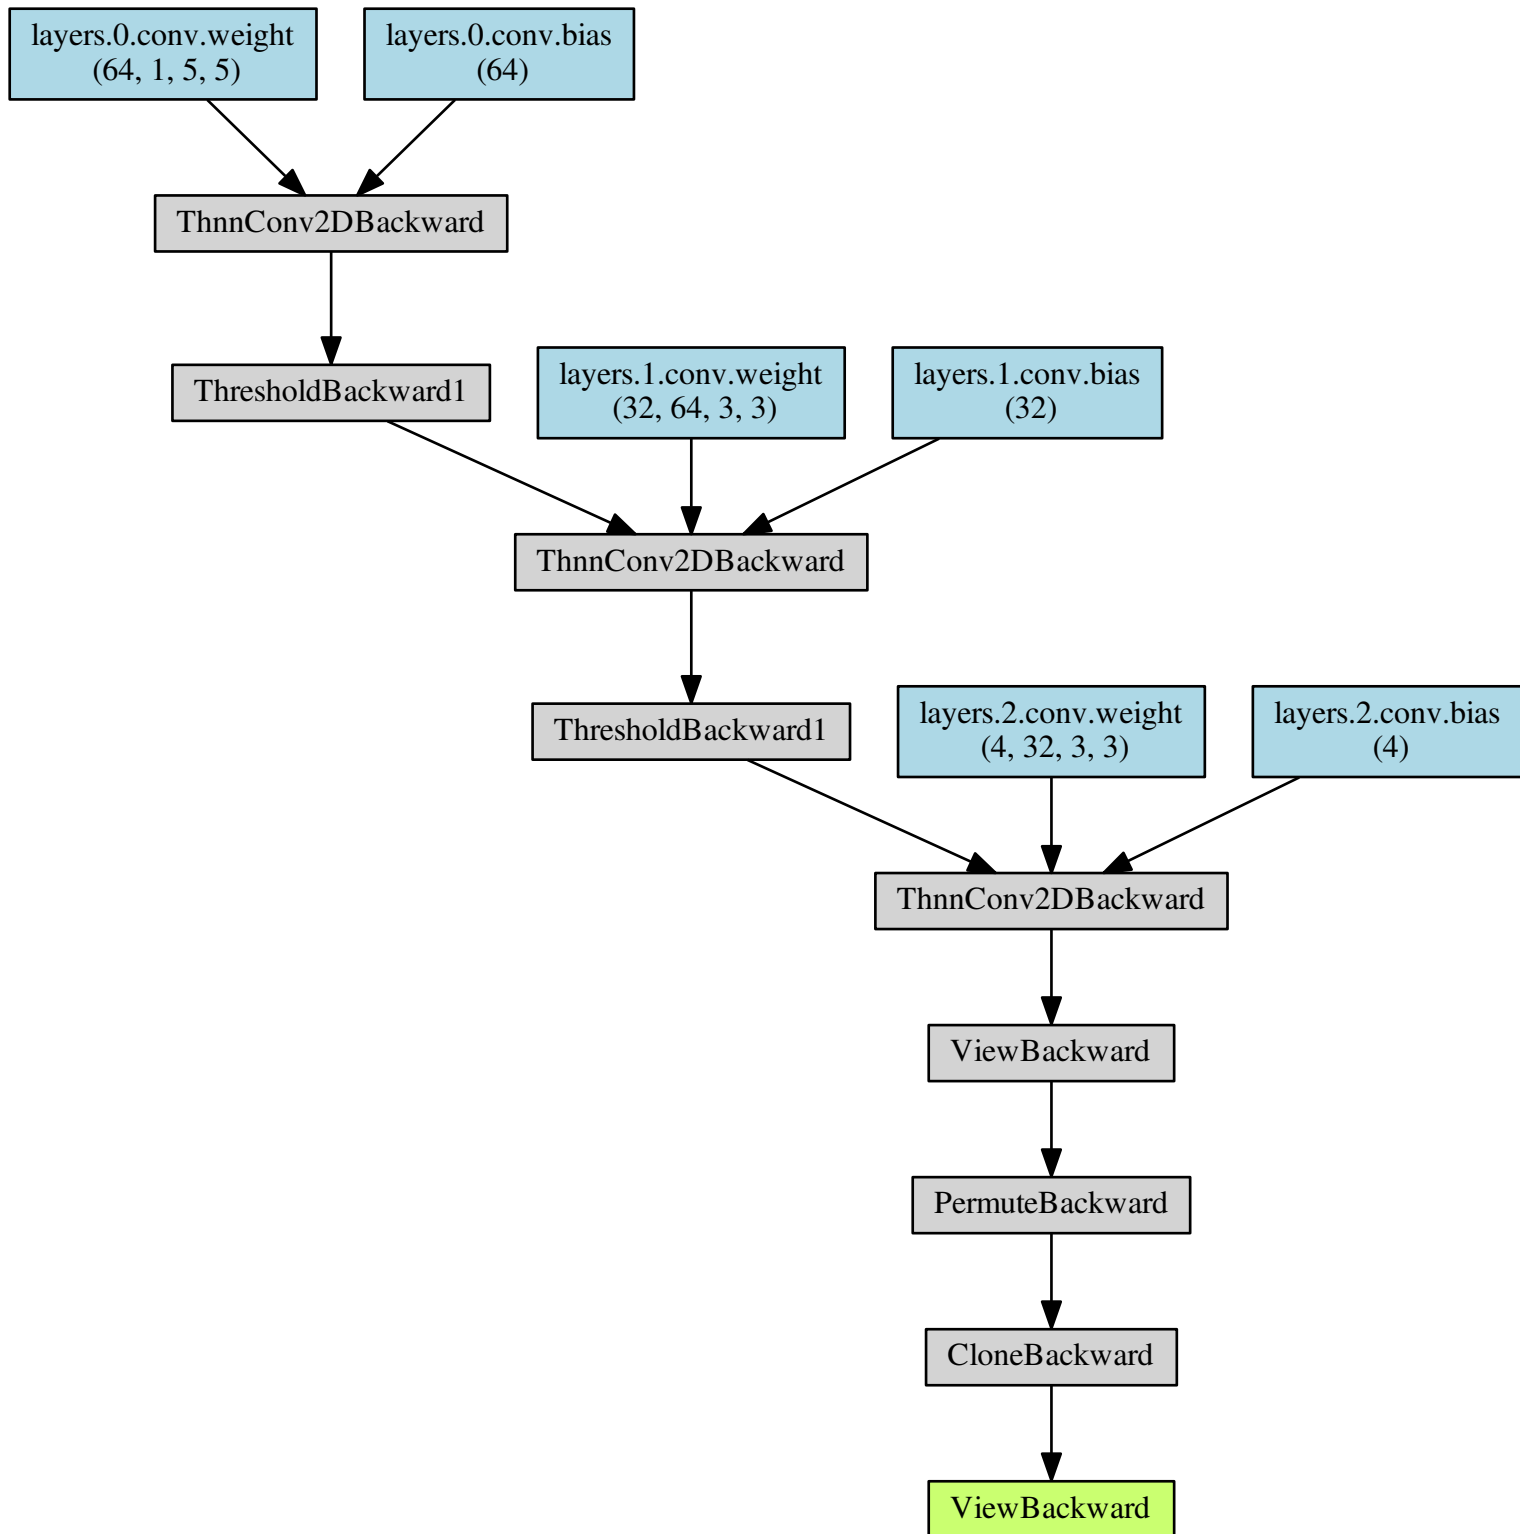 layers.0.conv.weight
(64, 1, 5, 5)
layers.0.conv.bias
(64)
ThnnConv2DBackward
ThresholdBackward1
layers.1.conv.weight
(32, 64, 3, 3)
layers.1.conv.bias
(32)
ThnnConv2DBackward
ThresholdBackward1
layers.2.conv.weight
(4, 32, 3, 3)
layers.2.conv.bias
(4)
ThnnConv2DBackward
ViewBackward
PermuteBackward
CloneBackward
ViewBackward